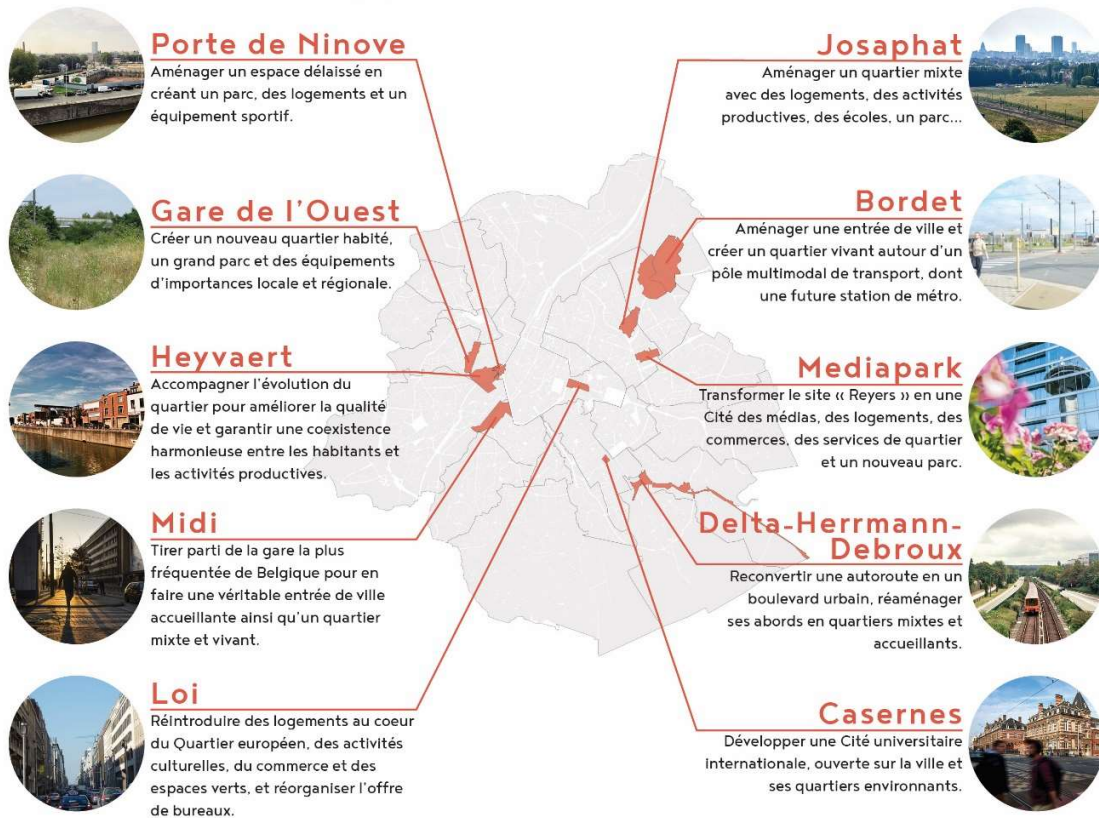 Porte de Ninove
Aménager un espace délaissé en
créant un parc, des logements et un
équipement sportif.
Gare de l'Ouest
Créer un nouveau quartier habité,
un grand parc et des équipements
d'importances locale et régionale.
Heyvaert
Accompagner l'évolution du
quartier pour améliorer la qualité
de vie et garantir une coexistence
harmonieuse entre les habitants et
les activités productives.
Midi
Tirer parti de la gare la plus
fréquentée de Belgique pour en
faire une véritable entrée de ville
accueillante ainsi qu'un quartier
mixte et vivant.
Loi
Réintroduire des logements au coeur
du Quartier européen, des activités
culturelles, du commerce et des
espaces verts, et réorganiser l'offre
de bureaux.
Josaphat
Aménager un quartier mixte
avec des logements, des activités
productives, des écoles, un parc...
Bordet
Aménager une entrée de ville et
créer un quartier vivant autour d'un
pôle multimodal de transport, dont
une future station de métro.
Mediapark
Transformer le site « Reyers » en une
Cité des médias, des logements, des
commerces, des services de quartier
et un nouveau parc.
Delta-Herrmann-
Debroux
Reconvertir une autoroute en un
boulevard urbain, réaménager
ses abords en quartiers mixtes et
accueillants.
Casernes
Développer une Cité universitaire
internationale, ouverte sur la ville et
ses quartiers environnants.